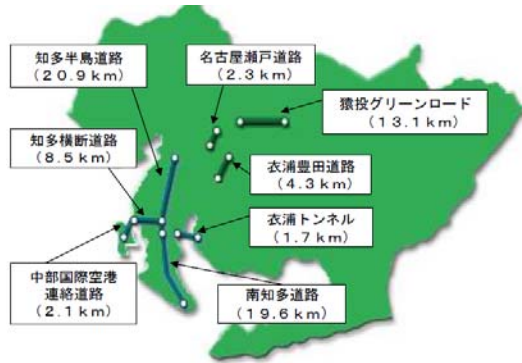 知多半島道路
(20.9km)
名古屋瀬戸道路
(2.3km)
猿投グリーンロード
(13.1km)
知多横断道路
(8.5km)
衣浦豊田道路
(4.3km)
衣浦トンネル
(1.7km)
中部国際空港
連絡道路
(2.1km)
南知多道路
(19.6km)